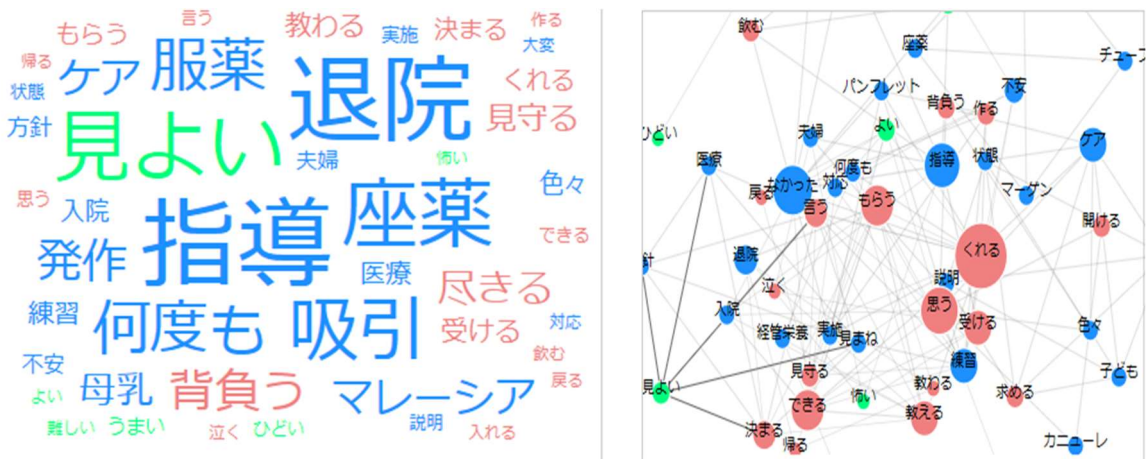 言う
もらう
教わる
実施
決まる
作る
大変
帰る
ケア
服薬
退院
くれる
状態
見よい
見守る
方針
夫婦
怖い
思う
入院
指導
座薬
色々
発作
医療
できる
練習
何度も
吸引
尽きる
受ける
対応
不安
飲む
よい
母乳
背負う
マレーシア
戻る
難しい
うまい
泣く
ひどい
説明
入れる
飲む
座薬
チューブ
パンフレット
不安
背負う
作る
ひどい
夫婦
よい
ケア
医療
指導
状態
何度も
なかった
対応
マーゲン
戻る
言う
もらう
開ける
退院
くれる
針
説明
泣く
思う
入院
受ける
経管栄養
実施
見まね
色々
練習
子ども
見守る
見よい
教わる
求める
怖い
できる
教える
決まる
帰る
カニューレ